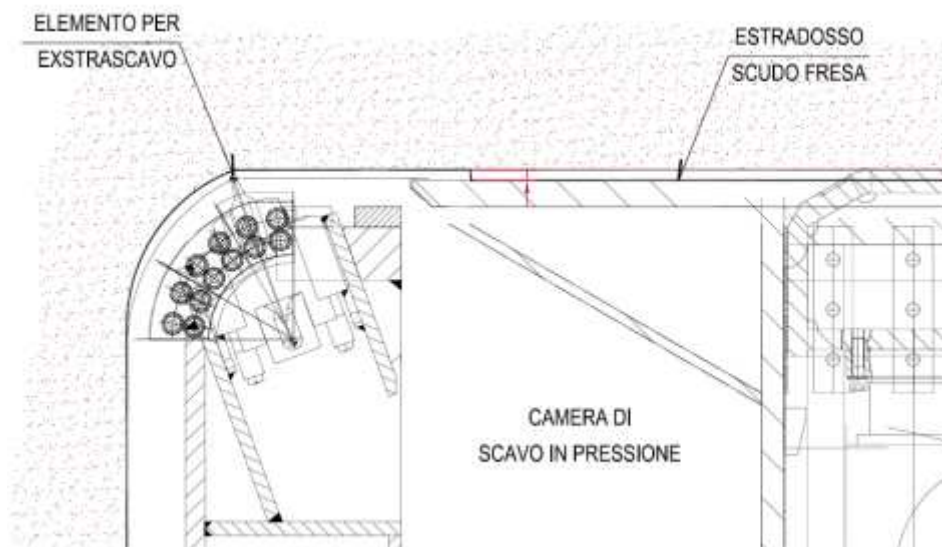 ELEMENTO PER
EXSTRASCAVO
ESTRADOSSO
SCUDO FRESA
CAMERA DI
SCAVO IN PRESSIONE